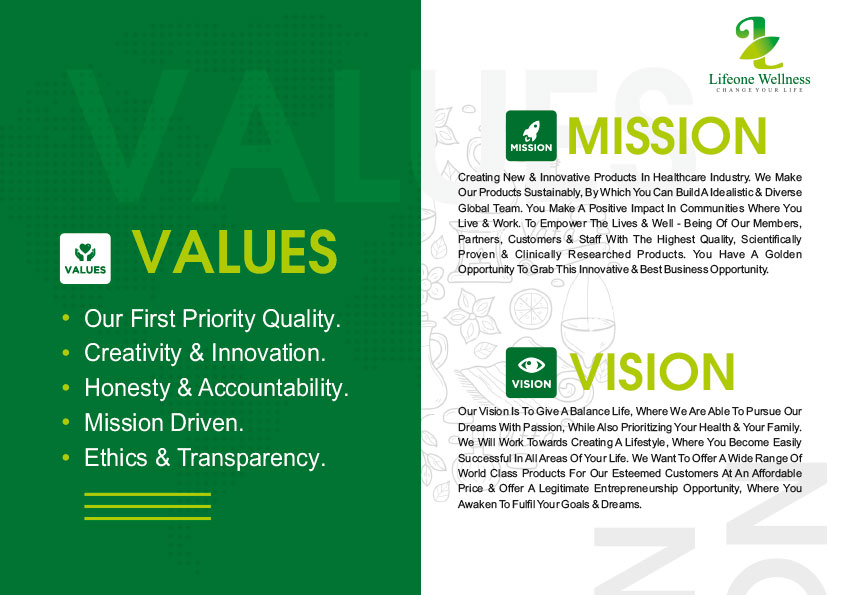 VALUES
Lifeone Wellness
CHANGE YOUR LIFE
VALUES
VALUES
• Our First Priority Quality.
• Creativity & Innovation.
• Honesty & Accountability.
• Mission Driven.
• Ethics & Transparency.
MISSION
MISSION
Creating New & Innovative Products In Healthcare Industry. We Make
Our Products Sustainably, By Which You Can Build A Idealistic & Diverse
Global Team. You Make A Positive Impact In Communities Where You
Live & Work. To Empower The Lives & Well - Being Of Our Members,
Partners, Customers & Staff With The Highest Quality, Scientifically
Proven & Clinically Researched Products. You Have A Golden
Opportunity To Grab This Innovative & Best Business Opportunity.
VISION
VISION
Our Vision Is To Give A Balance Life, Where We Are Able To Pursue Our
Dreams With Passion, While Also Prioritizing Your Health & Your Family.
We Will Work Towards Creating A Lifestyle, Where You Become Easily
Successful In All Areas Of Your Life. We Want To Offer A Wide Range Of
World Class Products For Our Esteemed Customers At An Affordable
Price & Offer A Legitimate Entrepreneurship Opportunity, Where You
Awaken To Fulfil Your Goals & Dreams.